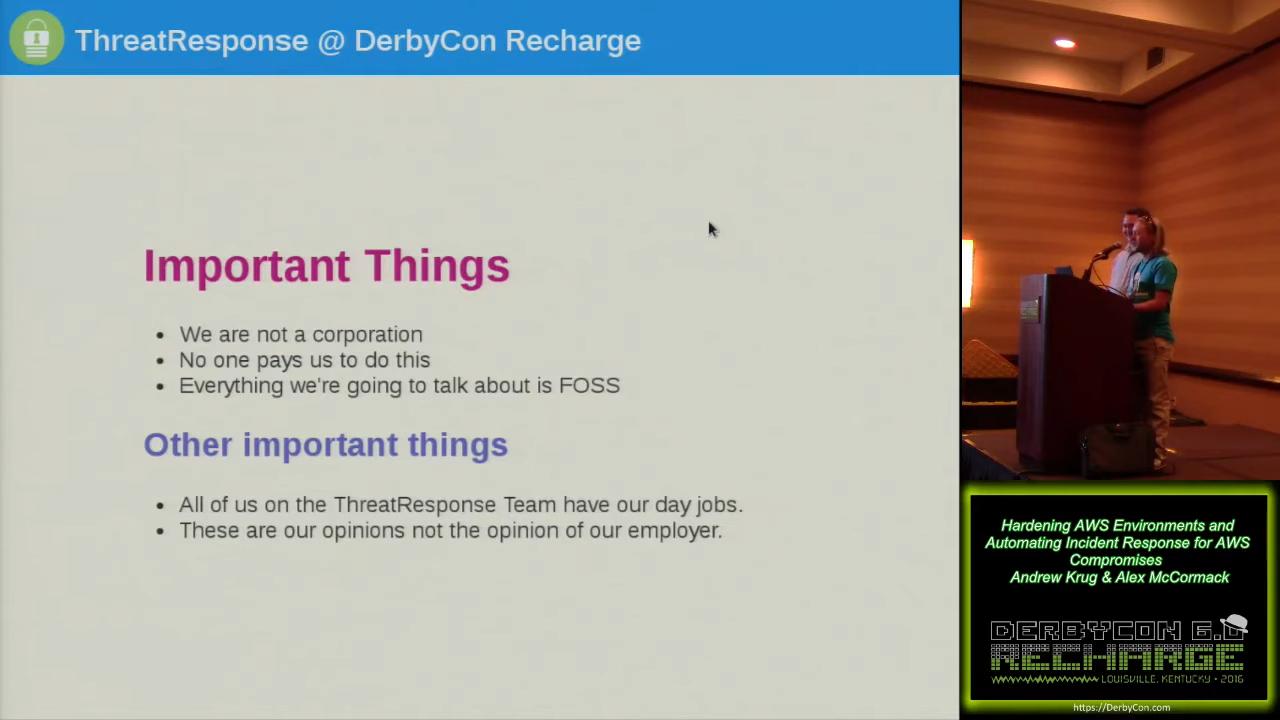 ThreatResponse @ DerbyCon Recharge
Important Things
We are not a corporation
No one pays us to do this
Everything we're going to talk about is FOSS
Other important things
All of us on the ThreatResponse Team have our day jobs.
These are our opinions not the opinion of our employer.
Hardening AWS Environments and
Automating Incident Response for AWS
Compromises
Andrew Krug & Alex McCormack
DERBYCON 6.0
RECHARGE
LOUISVILLE, KENTUCKY • 2016
https://DerbyCon.com